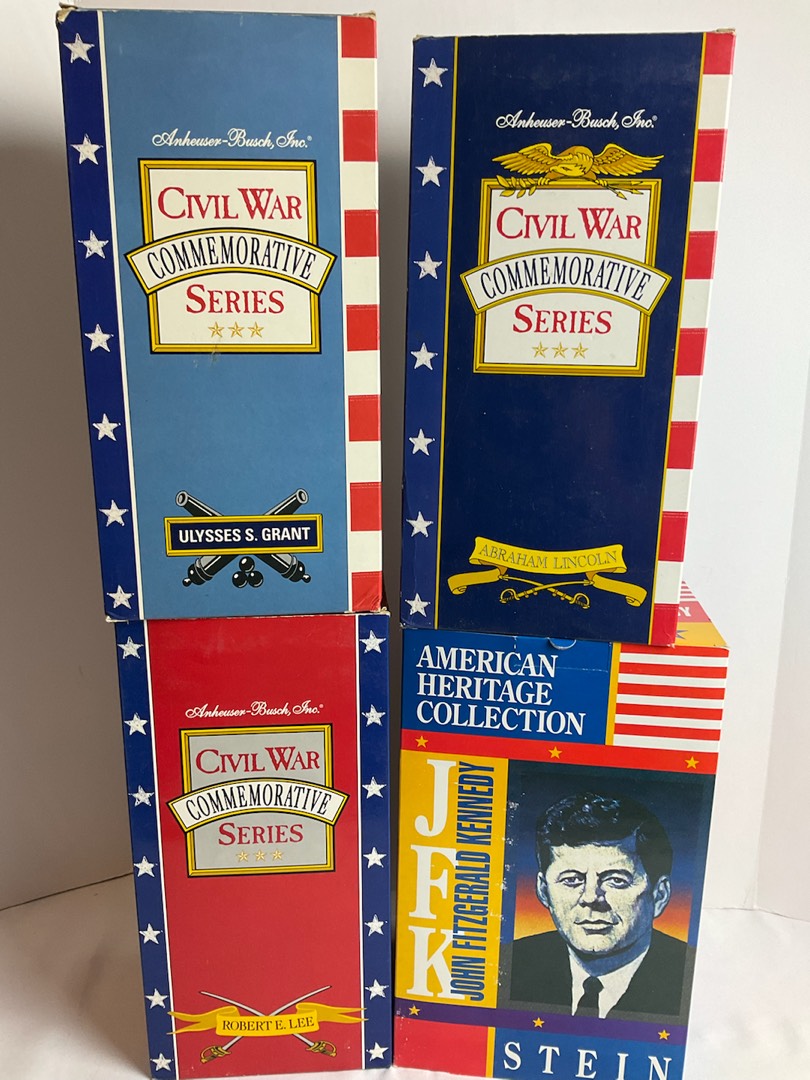 Anheuser-Busch, Inc.®
CIVIL WAR
COMMEMORATIVE
SERIES
ULYSSES S. GRANT
Anheuser-Busch, Inc.®
CIVIL WAR
COMMEMORATIVE
SERIES
ABRAHAM LINCOLN
Anheuser-Busch, Inc.®
CIVIL WAR
COMMEMORATIVE
SERIES
ROBERT E. LEE
AMERICAN
HERITAGE
COLLECTION
JFK
JOHN FITZGERALD KENNEDY
STEIN